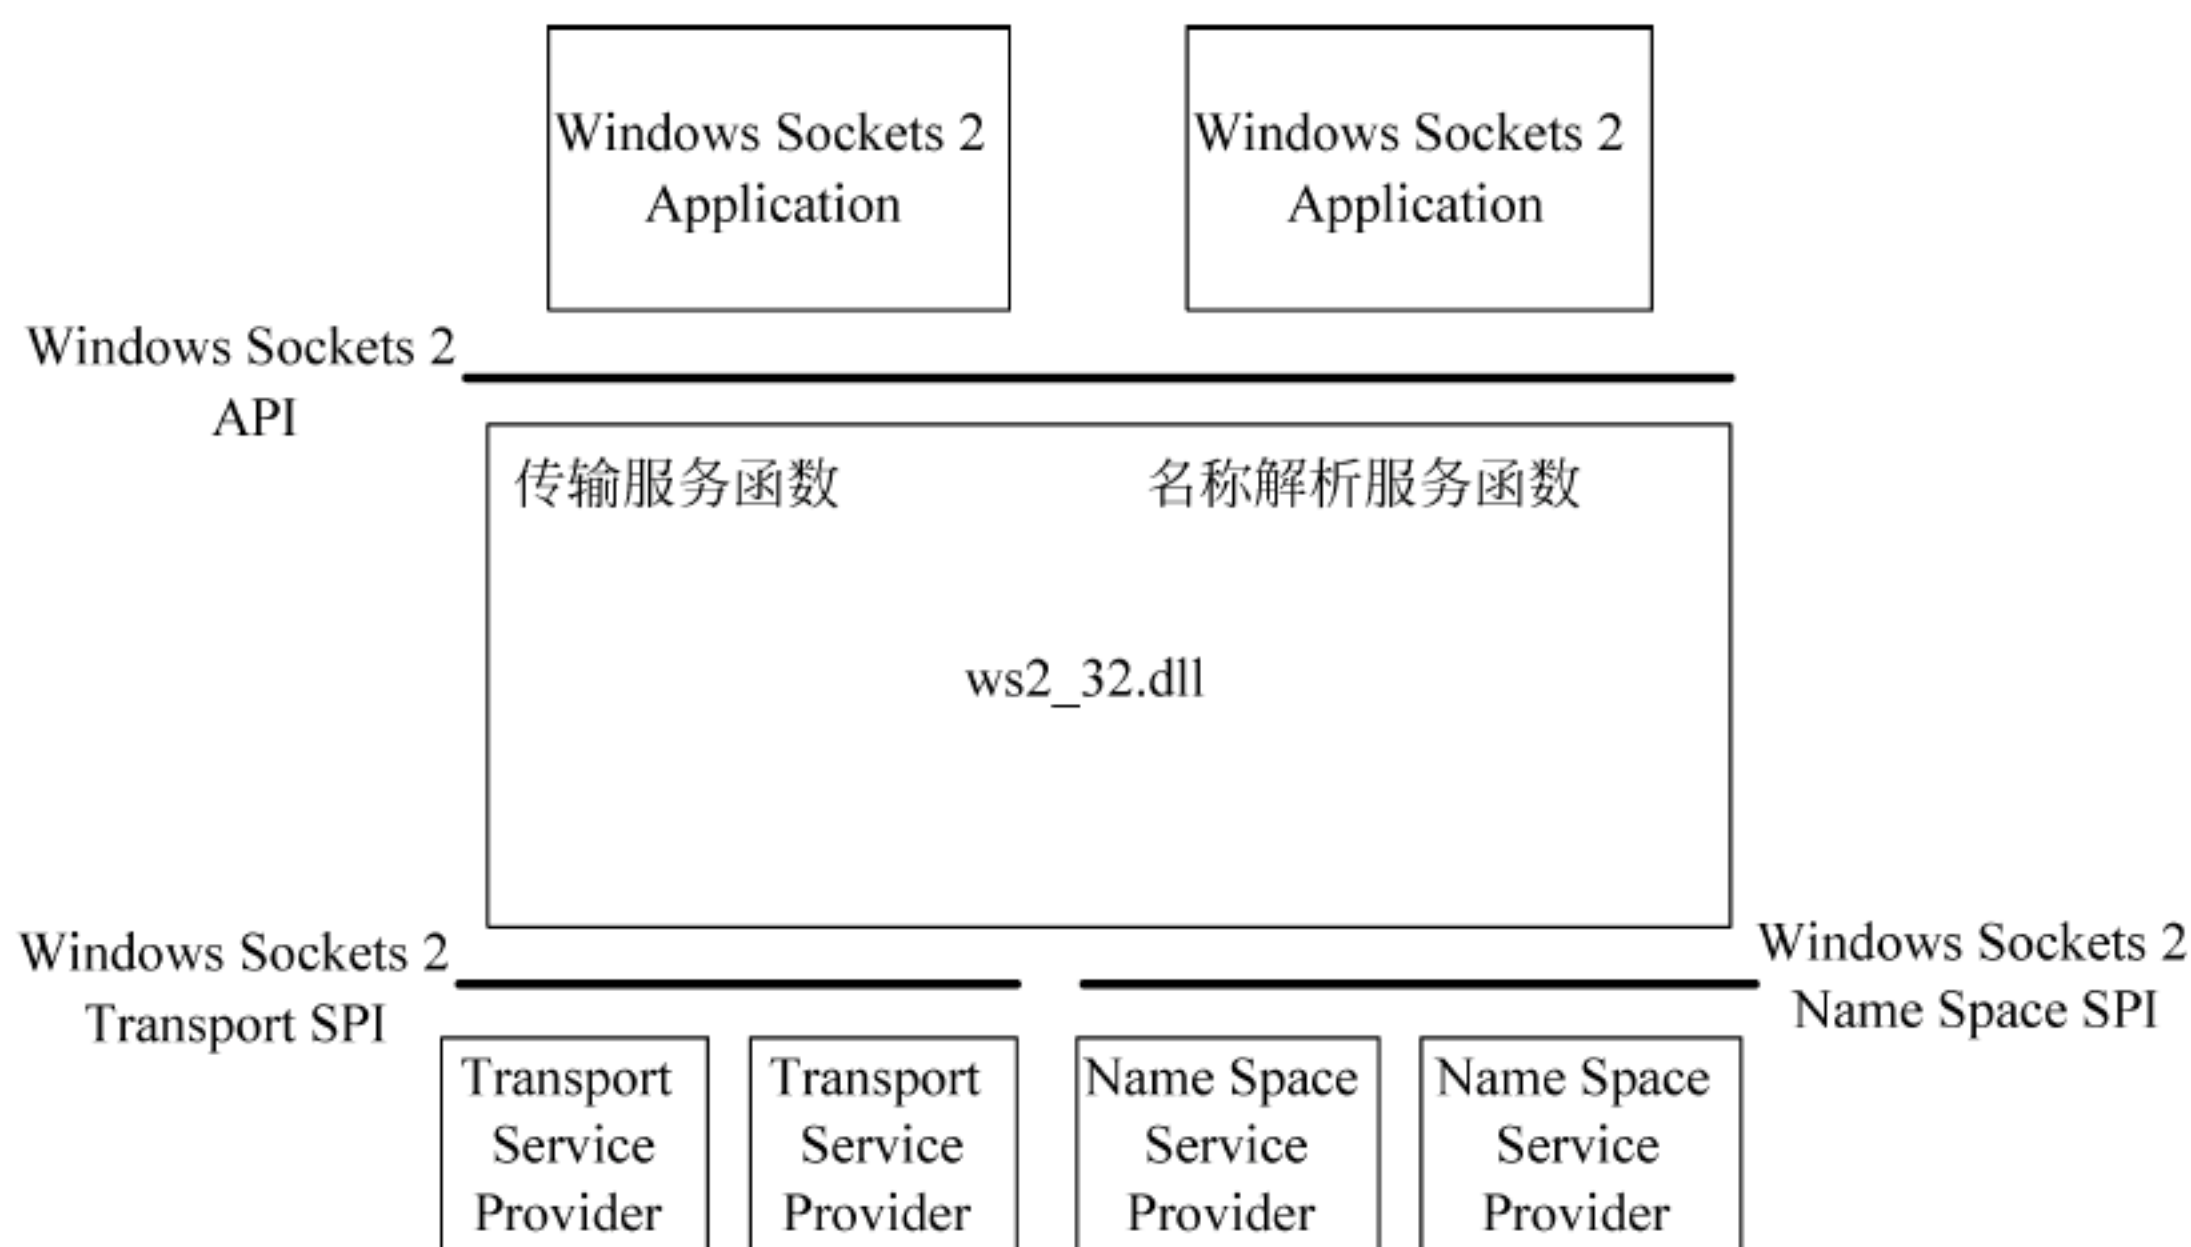 Windows Sockets 2
Application
Windows Sockets 2
Application
Windows Sockets 2
API
传输服务函数
名称解析服务函数
ws2_32.dll
Windows Sockets 2
Transport SPI
Windows Sockets 2
Name Space SPI
Transport
Service
Provider
Transport
Service
Provider
Name Space
Service
Provider
Name Space
Service
Provider